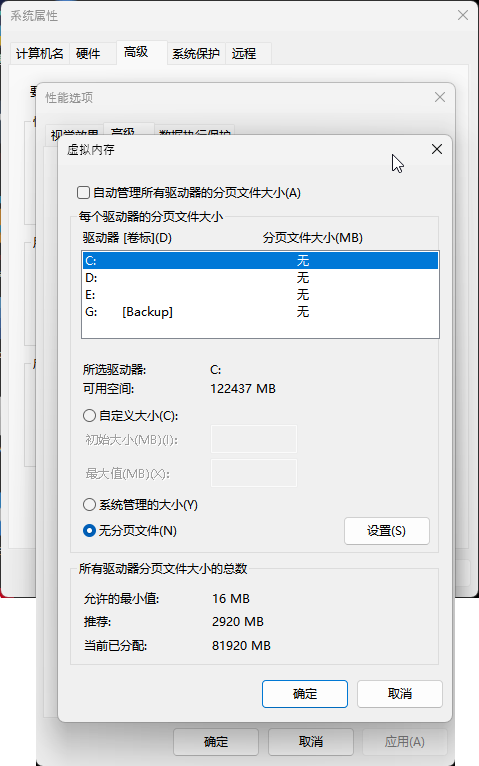 系统属性
计算机名 硬件 高级 系统保护 远程
性能选项
视觉效果 高级 数据执行保护
虚拟内存
自动管理所有驱动器的分页文件大小(A)
每个驱动器的分页文件大小
驱动器 [卷标](D) 分页文件大小(MB)
C: 无
D: 无
E: 无
G: [Backup] 无
所选驱动器: C:
可用空间: 122437 MB
自定义大小(C):
初始大小(MB)(I):
最大值(MB)(X):
系统管理的大小(Y)
无分页文件(N)
设置(S)
所有驱动器分页文件大小的总数
允许的最小值: 16 MB
推荐: 2920 MB
当前已分配: 81920 MB
确定 取消
确定 取消 应用(A)